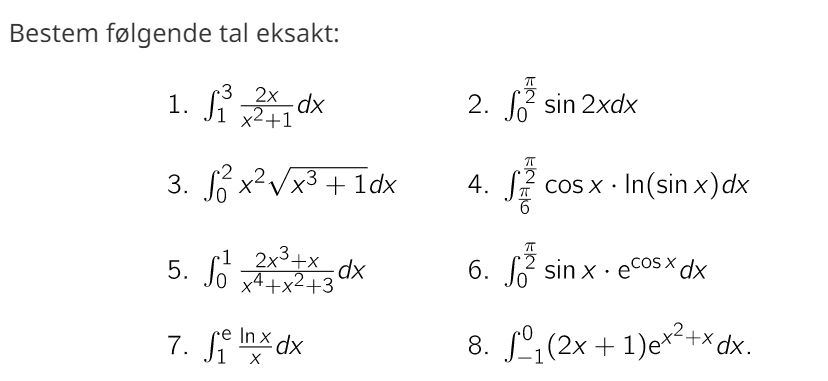 Bestem følgende tal eksakt:
1. $\int_1^3 \frac{2x}{x^2+1} dx$ 2. $\int_0^{\frac{\pi}{2}} \sin 2x dx$
3. $\int_0^2 x^2 \sqrt{x^3+1} dx$ 4. $\int_{\frac{\pi}{6}}^{\frac{\pi}{2}} \cos x \cdot \ln(\sin x) dx$
5. $\int_0^1 \frac{2x^3+x}{x^4+x^2+3} dx$ 6. $\int_0^{\frac{\pi}{2}} \sin x \cdot e^{\cos x} dx$
7. $\int_1^e \frac{\ln x}{x} dx$ 8. $\int_{-1}^0 (2x+1)e^{x^2+x} dx.$